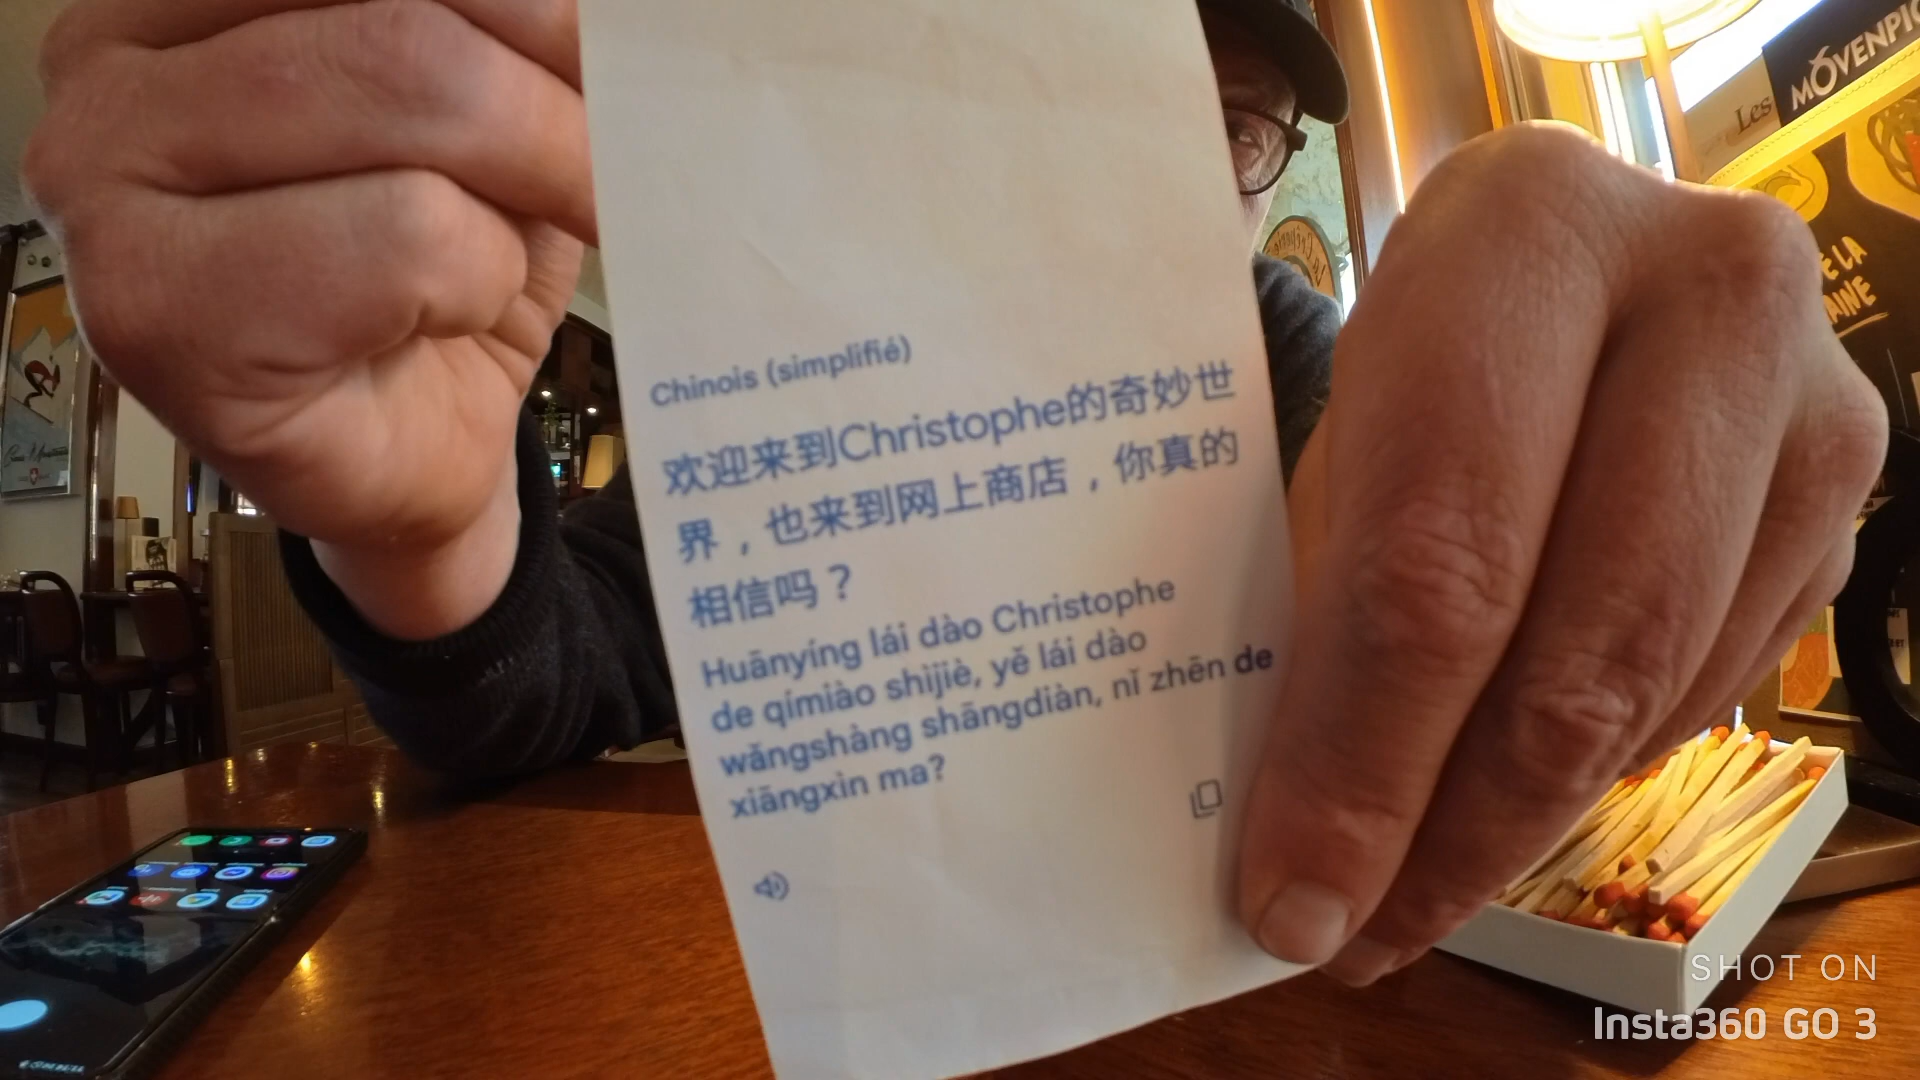 Chinois (simplifié)
欢迎来到Christophe的奇妙世
界，也来到网上商店，你真的
相信吗？
Huānyíng lái dào Christophe
de qímiào shìjiè, yě lái dào
wǎngshàng shāngdiàn, nǐ zhēn de
xiāngxìn ma?
MÖVENPIC
Les
E LA
AINE
SHOT ON
Insta360 GO 3